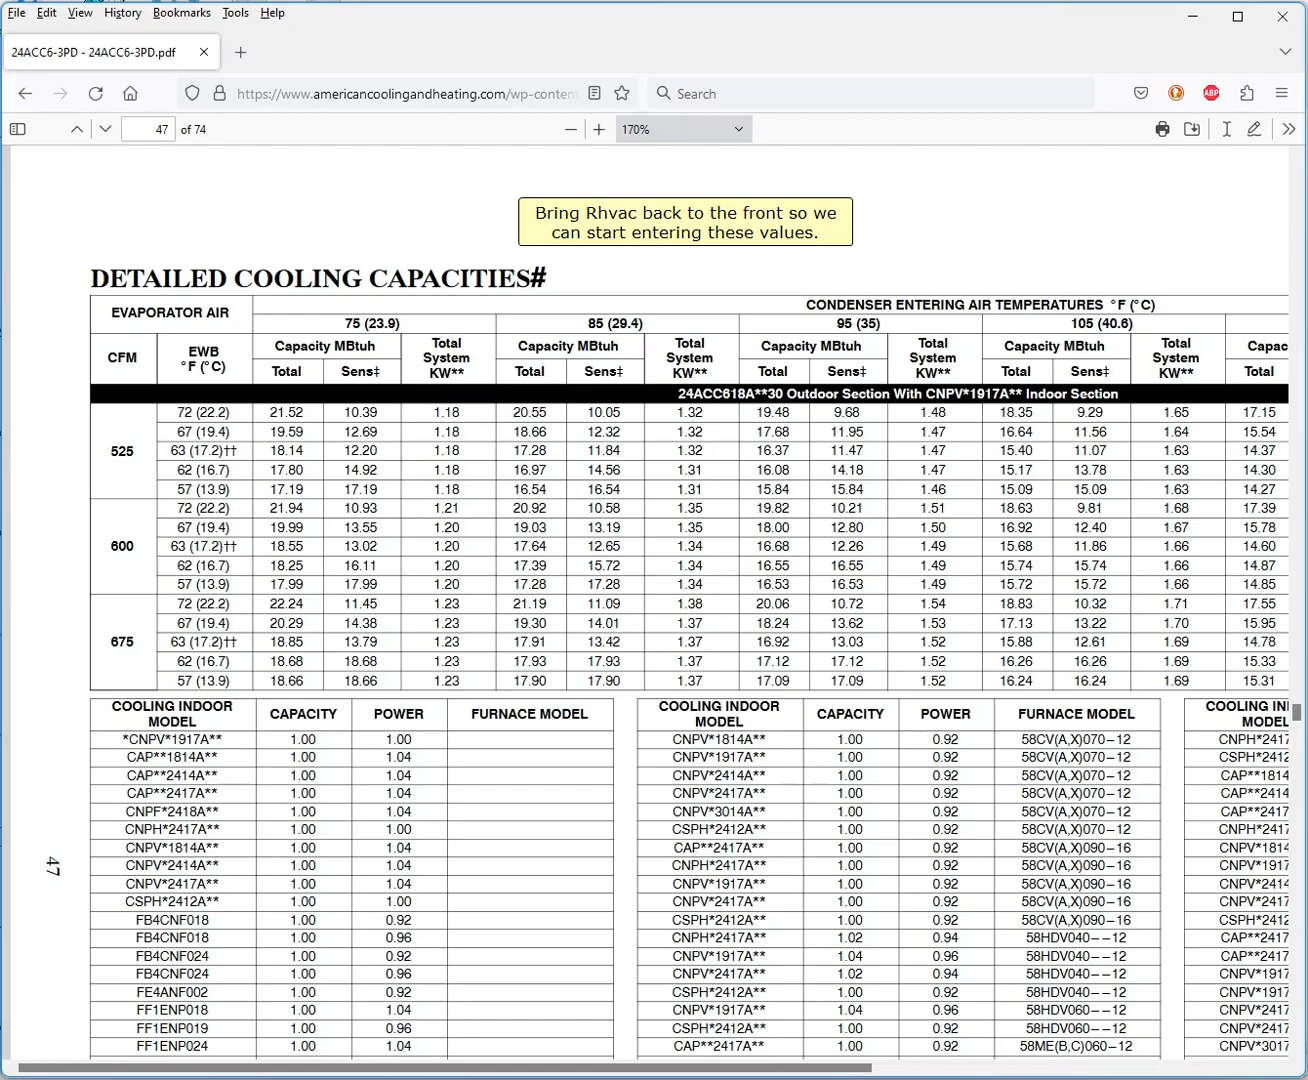 File Edit View History Bookmarks Tools Help
24ACC6-3PD - 24ACC6-3PD.pdf
https://www.americancoolingandheating.com/wp-conten
Search
ABP
47 of 74
170%
Bring Rhvac back to the front so we
can start entering these values.
DETAILED COOLING CAPACITIES#
EVAPORATOR AIR CONDENSER ENTERING AIR TEMPERATURES °F (°C)
75 (23.9) 85 (29.4) 95 (35) 105 (40.6)
CFM EWB °F (°C) Capacity MBtuh Total System KW** Capacity MBtuh Total System KW** Capacity MBtuh Total System KW** Capacity MBtuh Total System KW** Capac
Total Sens‡ Total Sens‡ Total Sens‡ Total Sens‡ Total
24ACC618A**30 Outdoor Section With CNPV*1917A** Indoor Section
525
72 (22.2) 21.52 10.39 1.18 20.55 10.05 1.32 19.48 9.68 1.48 18.35 9.29 1.65 17.15
67 (19.4) 19.59 12.69 1.18 18.66 12.32 1.32 17.68 11.95 1.47 16.64 11.56 1.64 15.54
63 (17.2)†† 18.14 12.20 1.18 17.28 11.84 1.32 16.37 11.47 1.47 15.40 11.07 1.63 14.37
62 (16.7) 17.80 14.92 1.18 16.97 14.56 1.31 16.08 14.18 1.47 15.17 13.78 1.63 14.30
57 (13.9) 17.19 17.19 1.18 16.54 16.54 1.31 15.84 15.84 1.46 15.09 15.09 1.63 14.27
600
72 (22.2) 21.94 10.93 1.21 20.92 10.58 1.35 19.82 10.21 1.51 18.63 9.81 1.68 17.39
67 (19.4) 19.99 13.55 1.20 19.03 13.19 1.35 18.00 12.80 1.50 16.92 12.40 1.67 15.78
63 (17.2)†† 18.55 13.02 1.20 17.64 12.65 1.34 16.68 12.26 1.49 15.68 11.86 1.66 14.60
62 (16.7) 18.25 16.11 1.20 17.39 15.72 1.34 16.55 16.55 1.49 15.74 15.74 1.66 14.87
57 (13.9) 17.99 17.99 1.20 17.28 17.28 1.34 16.53 16.53 1.49 15.72 15.72 1.66 14.85
675
72 (22.2) 22.24 11.45 1.23 21.19 11.09 1.38 20.06 10.72 1.54 18.83 10.32 1.71 17.55
67 (19.4) 20.29 14.38 1.23 19.30 14.01 1.37 18.24 13.62 1.53 17.13 13.22 1.70 15.95
63 (17.2)†† 18.85 13.79 1.23 17.91 13.42 1.37 16.92 13.03 1.52 15.88 12.61 1.69 14.78
62 (16.7) 18.68 18.68 1.23 17.93 17.93 1.37 17.12 17.12 1.52 16.26 16.26 1.69 15.33
57 (13.9) 18.66 18.66 1.23 17.90 17.90 1.37 17.09 17.09 1.52 16.24 16.24 1.69 15.31
COOLING INDOOR MODEL CAPACITY POWER FURNACE MODEL COOLING INDOOR MODEL CAPACITY POWER FURNACE MODEL COOLING IN MODEL
*CNPV*1917A** 1.00 1.00 CNPV*1814A** 1.00 0.92 58CV(A,X)070-12 CNPH*2417
CAP**1814A** 1.00 1.04 CNPV*1917A** 1.00 0.92 58CV(A,X)070-12 CSPH*2412
CAP**2414A** 1.00 1.04 CNPV*2414A** 1.00 0.92 58CV(A,X)070-12 CAP**1814
CAP**2417A** 1.00 1.04 CNPV*2417A** 1.00 0.92 58CV(A,X)070-12 CAP**2414
CNPF*2418A** 1.00 1.04 CNPV*3014A** 1.00 0.92 58CV(A,X)070-12 CAP**2417
CNPH*2417A** 1.00 1.00 CSPH*2412A** 1.00 0.92 58CV(A,X)070-12 CNPH*2417
CNPV*1814A** 1.00 1.04 CAP**2417A** 1.00 0.92 58CV(A,X)090-16 CNPV*1814
CNPV*2414A** 1.00 1.04 CNPH*2417A** 1.00 0.92 58CV(A,X)090-16 CNPV*1917
CNPV*2417A** 1.00 1.04 CNPV*1917A** 1.00 0.92 58CV(A,X)090-16 CNPV*2414
CSPH*2412A** 1.00 1.00 CNPV*2417A** 1.00 0.92 58CV(A,X)090-16 CNPV*2417
FB4CNF018 1.00 0.92 CSPH*2412A** 1.00 0.92 58CV(A,X)090-16 CSPH*2412
FB4CNF018 1.00 0.96 CNPH*2417A** 1.02 0.94 58HDV040--12 CAP**2417
FB4CNF024 1.00 0.92 CNPV*1917A** 1.04 0.96 58HDV040--12 CAP**2417
FB4CNF024 1.00 0.96 CNPV*2417A** 1.02 0.94 58HDV040--12 CNPV*1917
FE4ANF002 1.00 0.92 CSPH*2412A** 1.00 0.92 58HDV040--12 CNPV*1917
FF1ENP018 1.00 1.04 CNPV*1917A** 1.04 0.96 58HDV060--12 CNPV*2417
FF1ENP019 1.00 0.96 CSPH*2412A** 1.00 0.92 58HDV060--12 CNPV*2417
FF1ENP024 1.00 1.04 CAP**2417A** 1.00 0.92 58ME(B,C)060-12 CNPV*3017
47